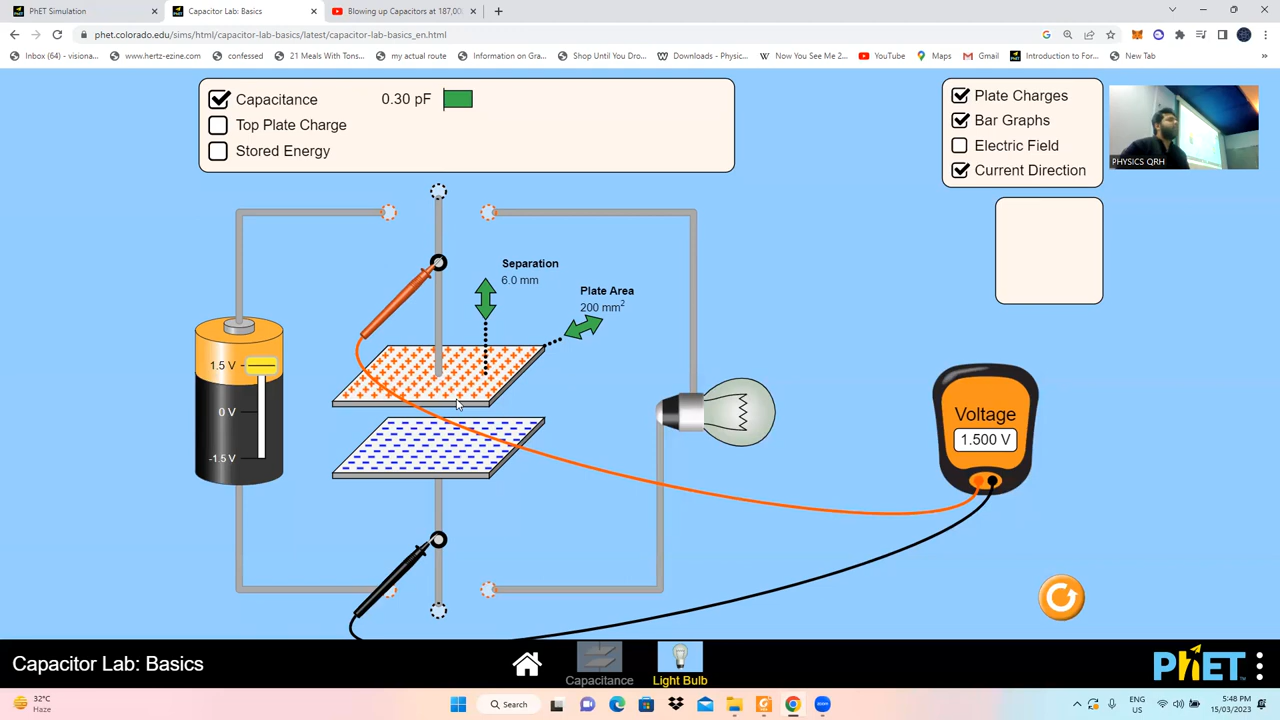 PhET Simulation
Capacitor Lab: Basics
Blowing up Capacitors at 187,00
phet.colorado.edu/sims/html/capacitor-lab-basics/latest/capacitor-lab-basics_en.html
Inbox (64) - visiona...
www.hertz-ezine.com
confessed
21 Meals With Tons...
my actual route
Information on Gra...
Shop Until You Dro...
Downloads - Physic...
Now You See Me 2...
YouTube
Maps
Gmail
Introduction to For...
New Tab
Capacitance 0.30 pF
Top Plate Charge
Stored Energy
Plate Charges
Bar Graphs
Electric Field
Current Direction
PHYSICS QRH
Separation
6.0 mm
Plate Area
200 mm²
1.5 V
0 V
-1.5 V
Voltage
1.500 V
Capacitor Lab: Basics
Capacitance
Light Bulb
PhET
32°C
Haze
Search
ENG
US
5:48 PM
15/03/2023